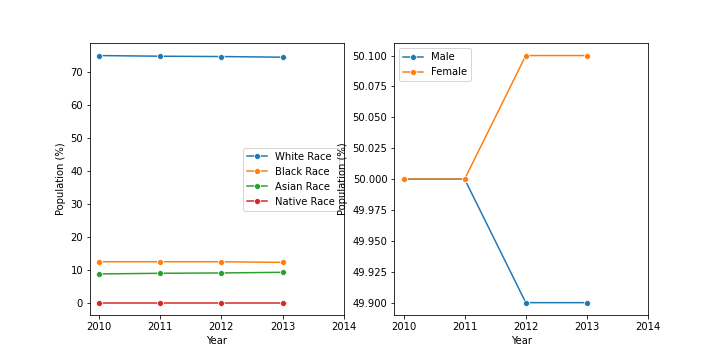 70
60
50
40
30
20
10
0
Population (%)
2010 2011 2012 2013 2014
Year
White Race
Black Race
Asian Race
Native Race
50.100
50.075
50.050
50.025
50.000
49.975
49.950
49.925
49.900
Population (%)
2010 2011 2012 2013 2014
Year
Male
Female